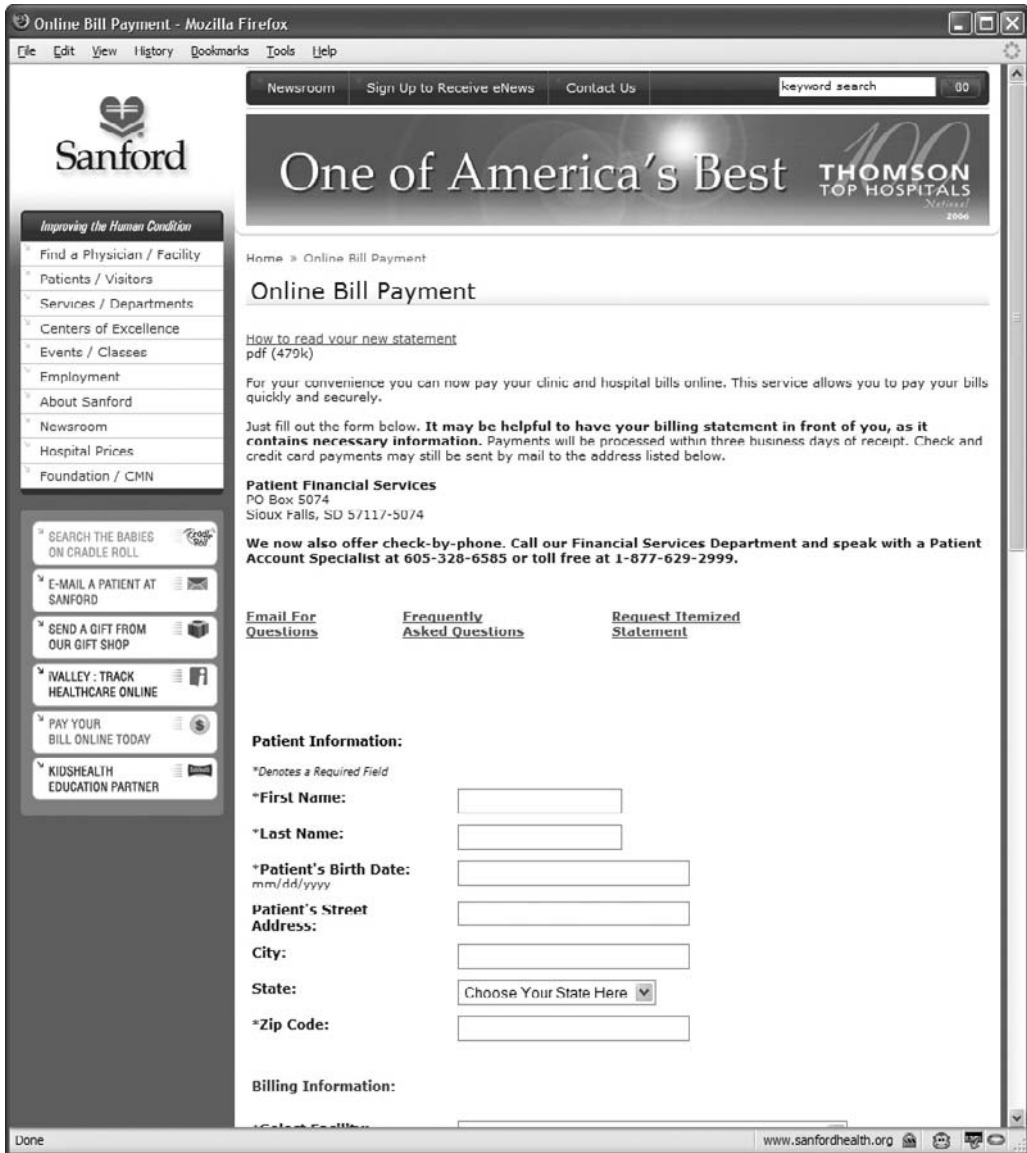 Online Bill Payment - Mozilla Firefox
File Edit View History Bookmarks Tools Help
Newsroom Sign Up to Receive eNews Contact Us keyword search GO
Sanford
One of America's Best
100
THOMSON
TOP HOSPITALS
National
2006
Improving the Human Condition
Find a Physician / Facility
Patients / Visitors
Services / Departments
Centers of Excellence
Events / Classes
Employment
About Sanford
Newsroom
Hospital Prices
Foundation / CMN
SEARCH THE BABIES
ON CRADLE ROLL
Cradle
Roll
E-MAIL A PATIENT AT
SANFORD
SEND A GIFT FROM
OUR GIFT SHOP
iVALLEY : TRACK
HEALTHCARE ONLINE
PAY YOUR
BILL ONLINE TODAY
$
KIDSHEALTH
EDUCATION PARTNER
Home » Online Bill Payment
Online Bill Payment
How to read your new statement
pdf (479k)
For your convenience you can now pay your clinic and hospital bills online. This service allows you to pay your bills
quickly and securely.
Just fill out the form below. It may be helpful to have your billing statement in front of you, as it
contains necessary information. Payments will be processed within three business days of receipt. Check and
credit card payments may still be sent by mail to the address listed below.
Patient Financial Services
PO Box 5074
Sioux Falls, SD 57117-5074
We now also offer check-by-phone. Call our Financial Services Department and speak with a Patient
Account Specialist at 605-328-6585 or toll free at 1-877-629-2999.
Email For Questions
Frequently Asked Questions
Request Itemized Statement
Patient Information:
*Denotes a Required Field
*First Name:
*Last Name:
*Patient's Birth Date:
mm/dd/yyyy
Patient's Street
Address:
City:
State: Choose Your State Here
*Zip Code:
Billing Information:
*Select Facility:
Done www.sanfordhealth.org